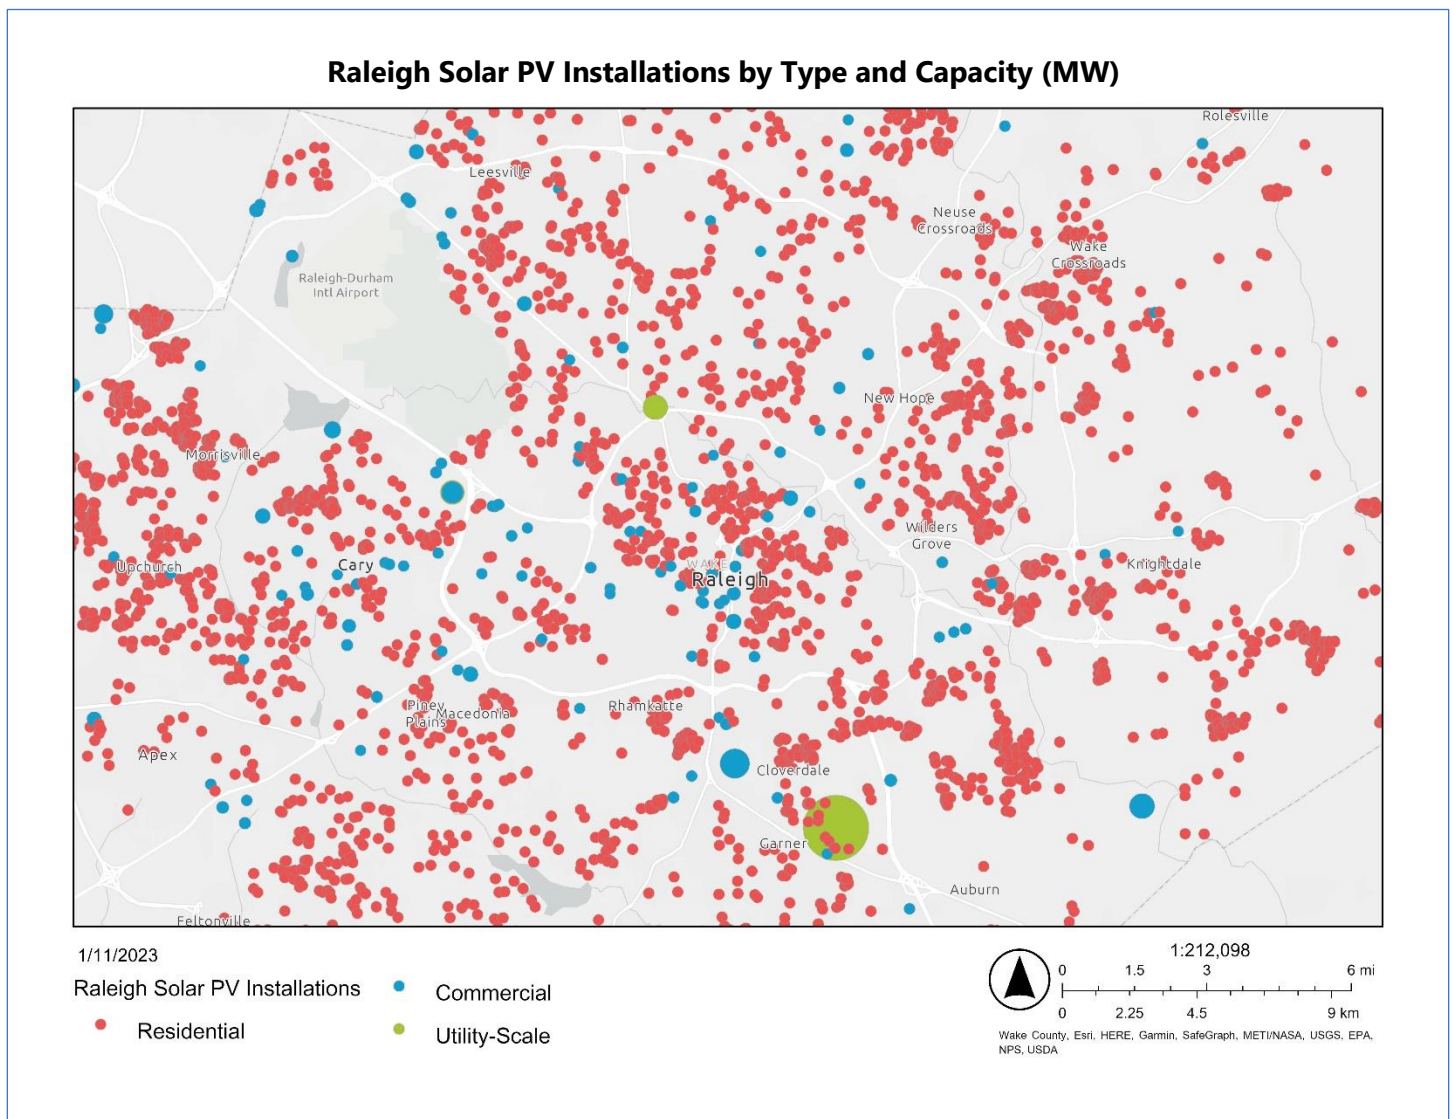 Raleigh Solar PV Installations by Type and Capacity (MW)
Rolesville
Leesville
Neuse
Crossroads
Wake
Crossroads
Raleigh-Durham
Intl Airport
New Hope
Morrisville
Wilders
Grove
Upchurch
Cary
WAKE
Raleigh
Knightdale
Piney
Plains
Macedonia
Rhamkatte
Apex
Cloverdale
Garner
Auburn
Feltonville
1/11/2023
Raleigh Solar PV Installations
Residential
Commercial
Utility-Scale
1:212,098
0 1.5 3 6 mi
0 2.25 4.5 9 km
Wake County, Esri, HERE, Garmin, SafeGraph, METI/NASA, USGS, EPA,
NPS, USDA